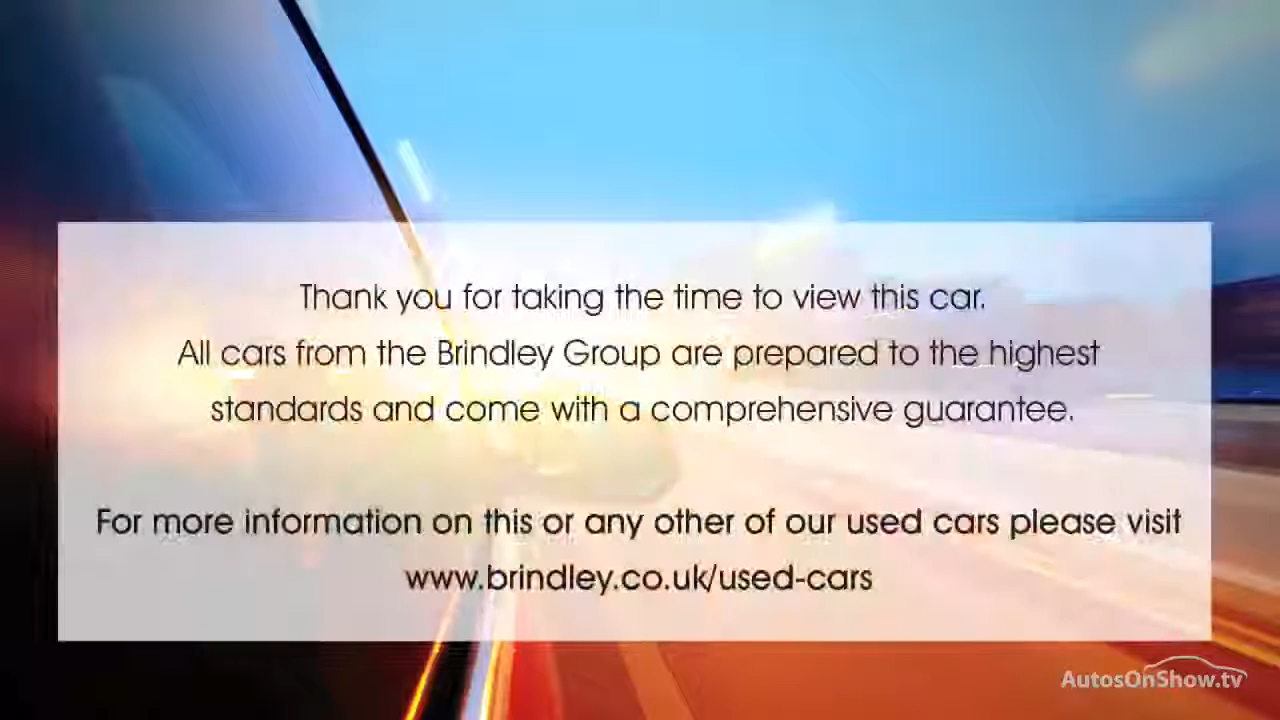 Thank you for taking the time to view this car.
All cars from the Brindley Group are prepared to the highest
standards and come with a comprehensive guarantee.
For more information on this or any other of our used cars please visit
www.brindley.co.uk/used-cars
AutosOnShow.tv